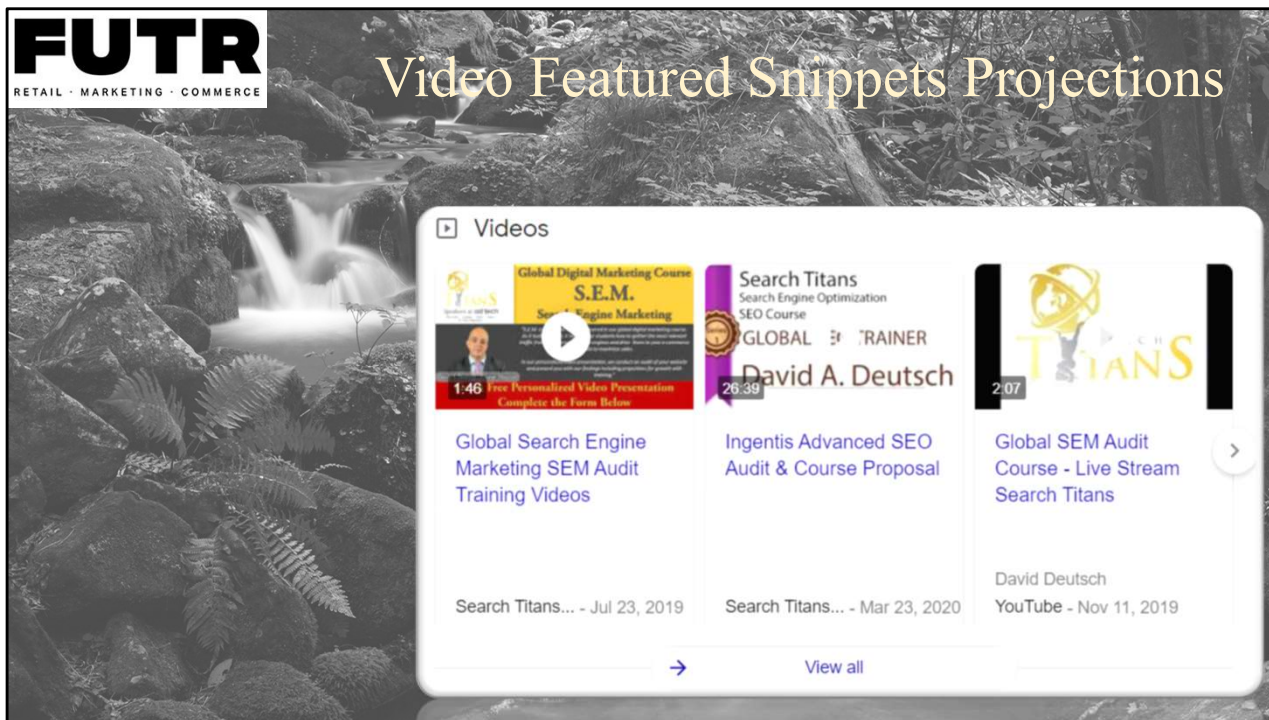 FUTR
RETAIL · MARKETING · COMMERCE
Video Featured Snippets Projections
Videos
Global Digital Marketing Course
S.E.M.
Engine Marketing
1:46
Free Personalized Video Presentation
Complete the Form Below
Search Titans
Search Engine Optimization
SEO Course
GLOBAL
TRAINER
David A. Deutsch
26:39
TITANS
2:07
Global Search Engine
Marketing SEM Audit
Training Videos
Search Titans... - Jul 23, 2019
Ingentis Advanced SEO
Audit & Course Proposal
Search Titans... - Mar 23, 2020
Global SEM Audit
Course - Live Stream
Search Titans
David Deutsch
YouTube - Nov 11, 2019
View all